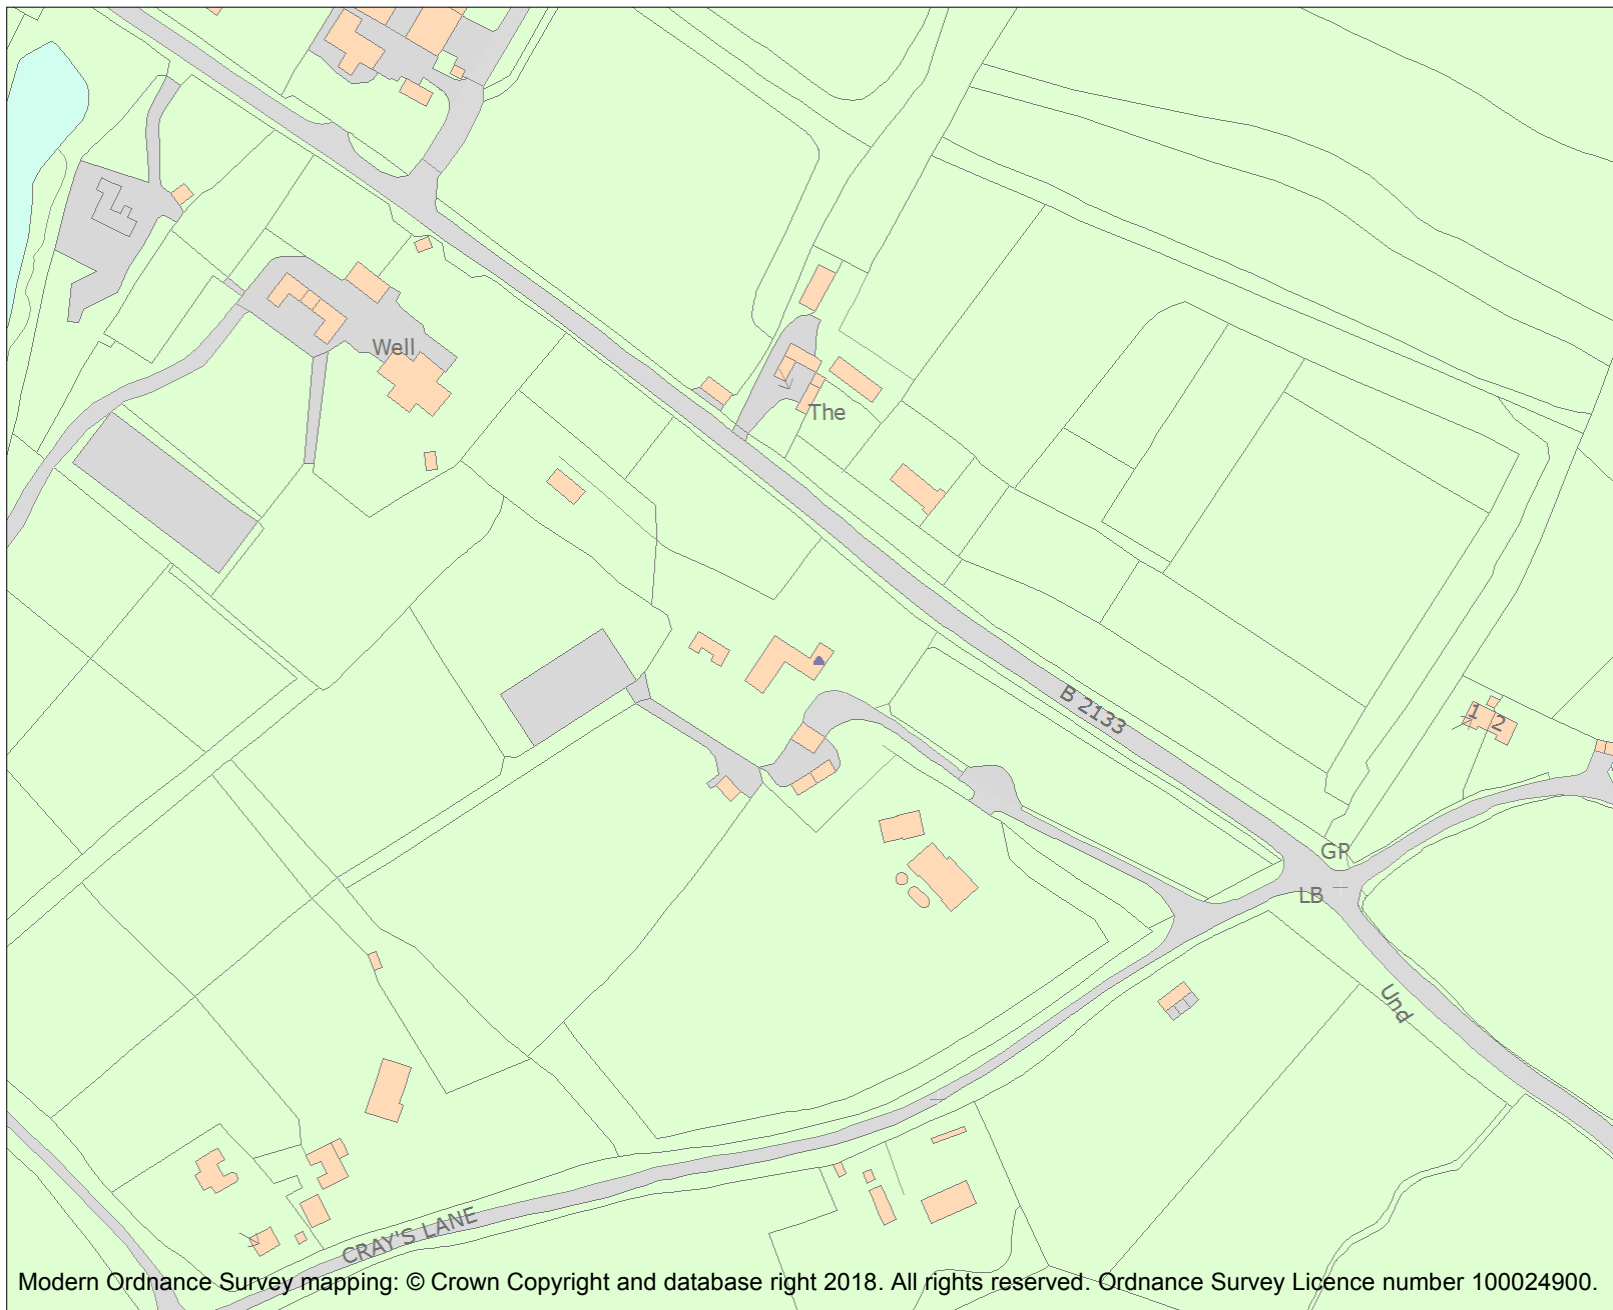 Well
The
B 2133
1 2
GP
LB
Und
CRAY'S LANE
Modern Ordnance Survey mapping: © Crown Copyright and database right 2018. All rights reserved. Ordnance Survey Licence number 100024900.